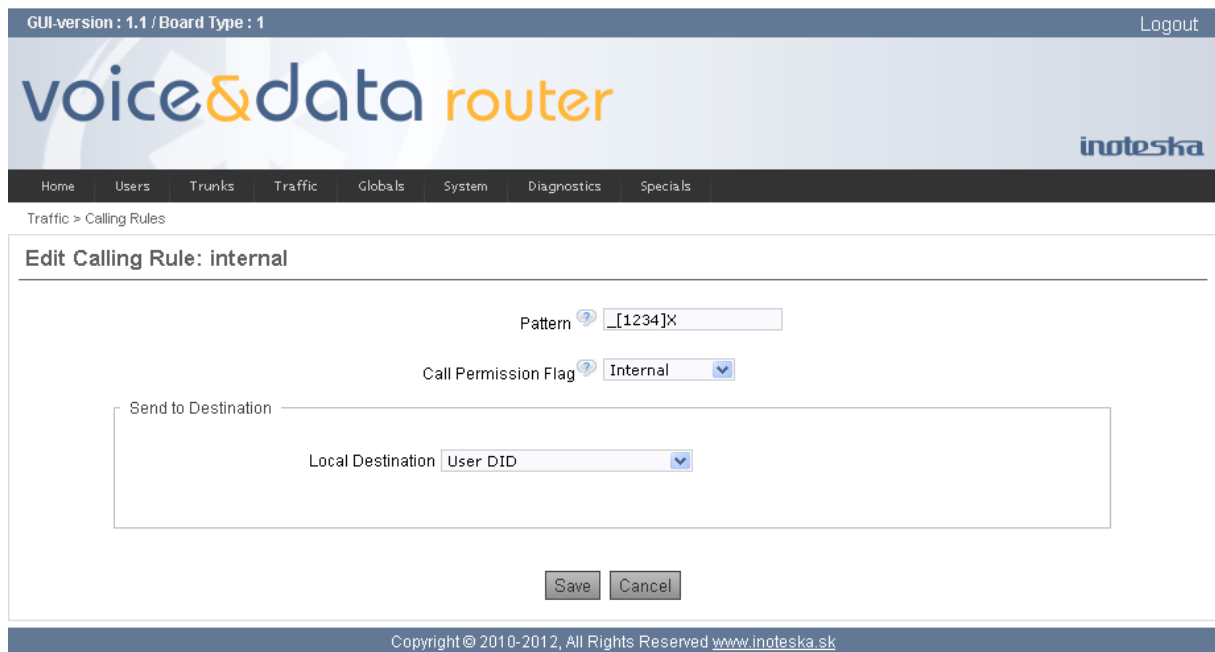 GUI-version : 1.1 / Board Type : 1 Logout
voice&data router
inoteska
Home Users Trunks Traffic Globals System Diagnostics Specials
Traffic > Calling Rules
Edit Calling Rule: internal
Pattern ? _[1234]X
Call Permission Flag ? Internal
Send to Destination
Local Destination User DID
Save Cancel
Copyright © 2010-2012, All Rights Reserved www.inoteska.sk